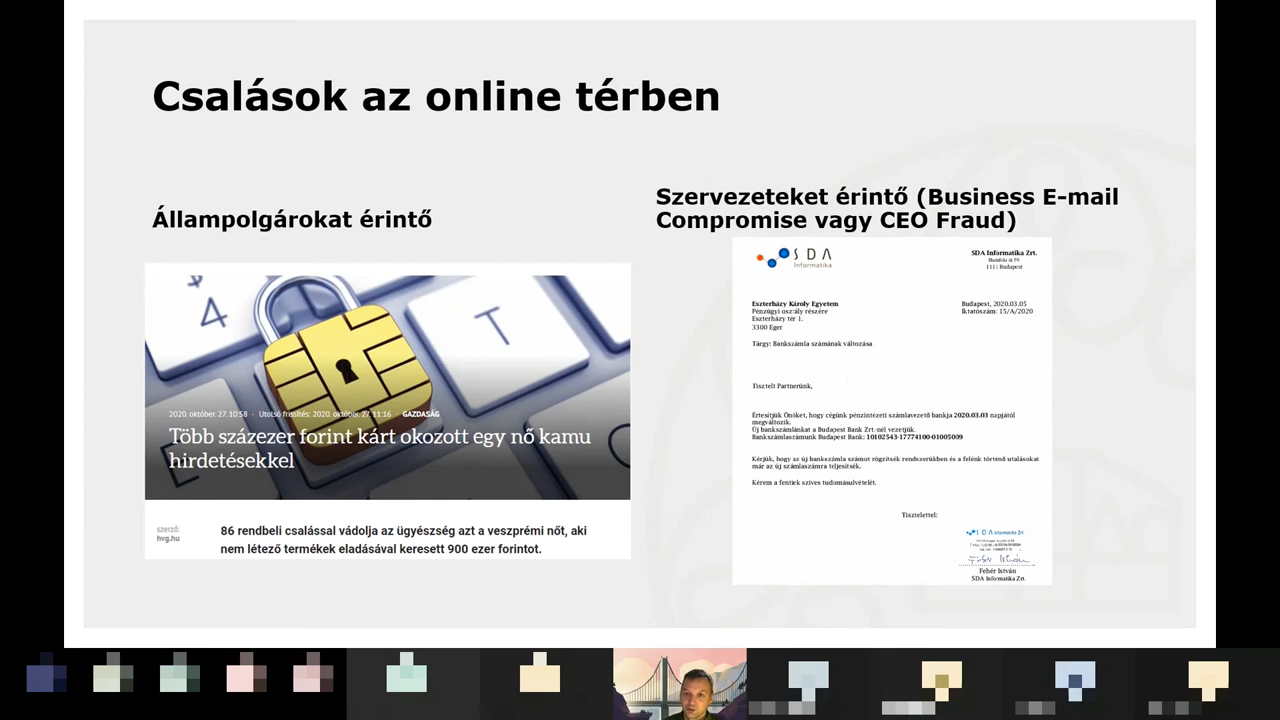 Csalások az online térben
Állampolgárokat érintő
4
T
2020. október. 27. 10:58 - Utolsó frissítés: 2020. október. 27. 11:16 - GAZDASÁG
Több százezer forint kárt okozott egy nő kamu
hirdetésekkel
szerző:
hvg.hu
86 rendbeli csalással vádolja az ügyészség azt a veszprémi nőt, aki
nem létező termékek eladásával keresett 900 ezer forintot.
Szervezeteket érintő (Business E-mail
Compromise vagy CEO Fraud)
SDA
Informatika
SDA Informatika Zrt.
1111 Budapest
Eszterházy Károly Egyetem
Pénzügyi osztály részére
Eszterházy tér 1.
3300 Eger
Budapest, 2020.03.05
Iktatószám: 15/A/2020
Tárgy: Bankszámla számának változása
Tisztelt Partnerünk,
Értesítjük Önöket, hogy cégünk pénzintézeti számlavezető bankja 2020.03.03 napjától
megváltozik.
Új bankszámlánkat a Budapest Bank Zrt.-nél vezetjük.
Bankszámlaszámunk Budapest Bank: 10102543-17774100-01005009
Kérjük, hogy az új bankszámla számot rögzítsék rendszerükben és a felénk történő utalásokat
már az új számlaszámra teljesítsék.
Kérem a fentiek szíves tudomásulvételét.
Tisztelettel:
SDA Informatika Zrt.
Fehér István
SDA Informatika Zrt.